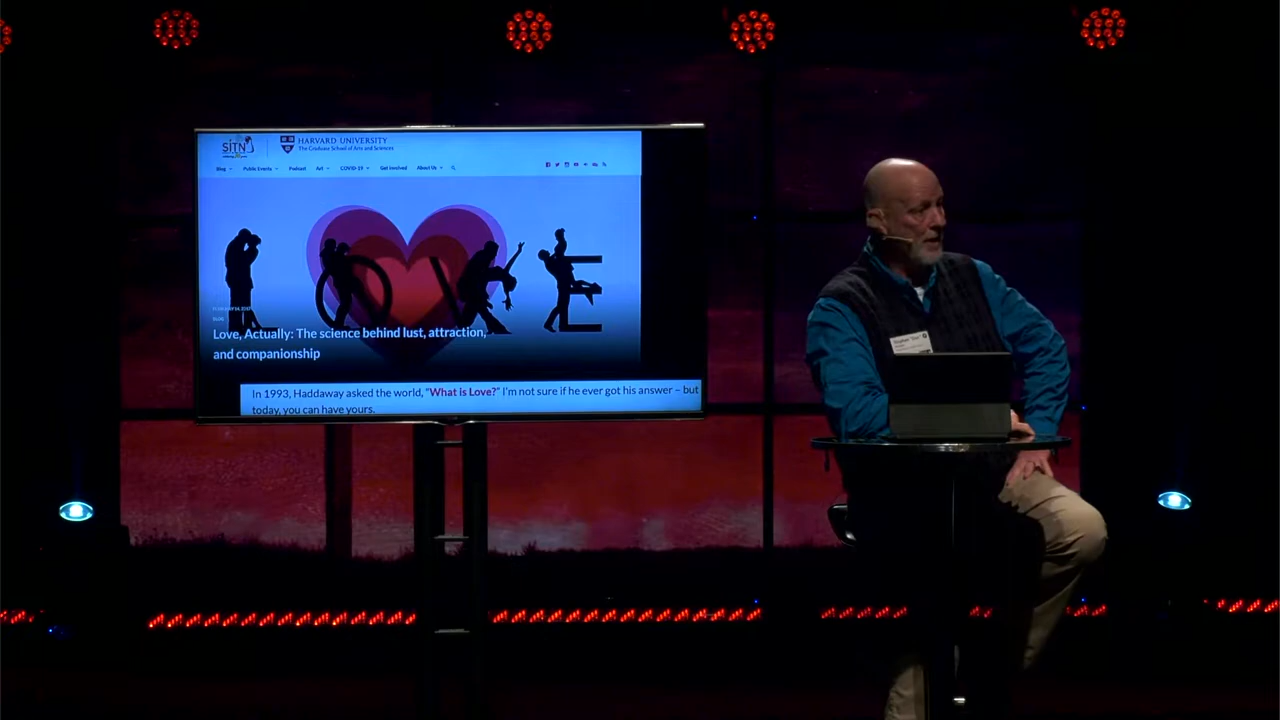 SITN
HARVARD UNIVERSITY
The Graduate School of Arts and Sciences
Blog
Public Events
Podcast
Art
COVID-19
Get Involved
About Us
LOVE
BLOG
Love, Actually: The science behind lust, attraction,
and companionship
In 1993, Haddaway asked the world, “What is Love?” I’m not sure if he ever got his answer – but
today, you can have yours.